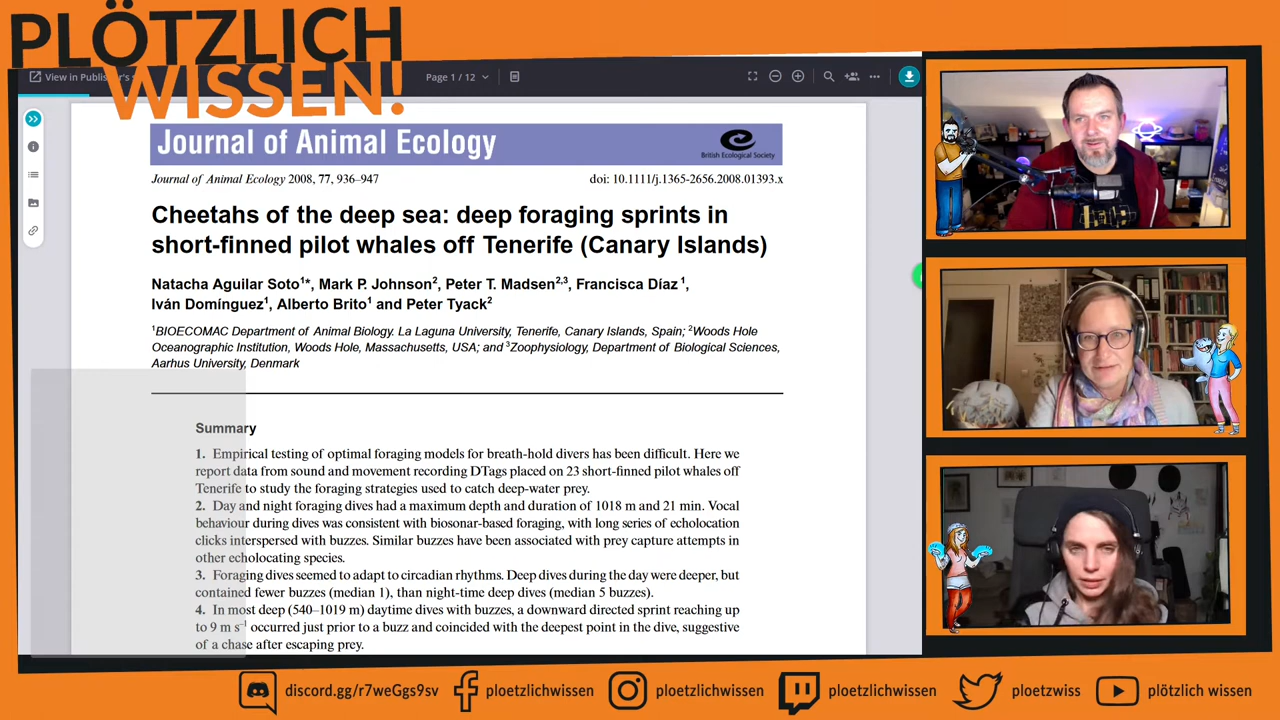 PLÖTZLICH
WISSEN!
View in Publisher's s
Page 1 / 12
Journal of Animal Ecology
British Ecological Society
Journal of Animal Ecology 2008, 77, 936–947
doi: 10.1111/j.1365-2656.2008.01393.x
Cheetahs of the deep sea: deep foraging sprints in
short-finned pilot whales off Tenerife (Canary Islands)
Natacha Aguilar Soto¹*, Mark P. Johnson², Peter T. Madsen²,³, Francisca Díaz¹,
Iván Domínguez¹, Alberto Brito¹ and Peter Tyack²
¹BIOECOMAC Department of Animal Biology. La Laguna University, Tenerife, Canary Islands, Spain; ²Woods Hole
Oceanographic Institution, Woods Hole, Massachusetts, USA; and ³Zoophysiology, Department of Biological Sciences,
Aarhus University, Denmark
Summary
1. Empirical testing of optimal foraging models for breath-hold divers has been difficult. Here we
report data from sound and movement recording DTags placed on 23 short-finned pilot whales off
Tenerife to study the foraging strategies used to catch deep-water prey.
2. Day and night foraging dives had a maximum depth and duration of 1018 m and 21 min. Vocal
behaviour during dives was consistent with biosonar-based foraging, with long series of echolocation
clicks interspersed with buzzes. Similar buzzes have been associated with prey capture attempts in
other echolocating species.
3. Foraging dives seemed to adapt to circadian rhythms. Deep dives during the day were deeper, but
contained fewer buzzes (median 1), than night-time deep dives (median 5 buzzes).
4. In most deep (540–1019 m) daytime dives with buzzes, a downward directed sprint reaching up
to 9 m s⁻¹ occurred just prior to a buzz and coincided with the deepest point in the dive, suggestive
of a chase after escaping prey.
discord.gg/r7weGgs9sv
ploetzlichwissen
ploetzlichwissen
ploetzlichwissen
ploetzwiss
plötzlich wissen